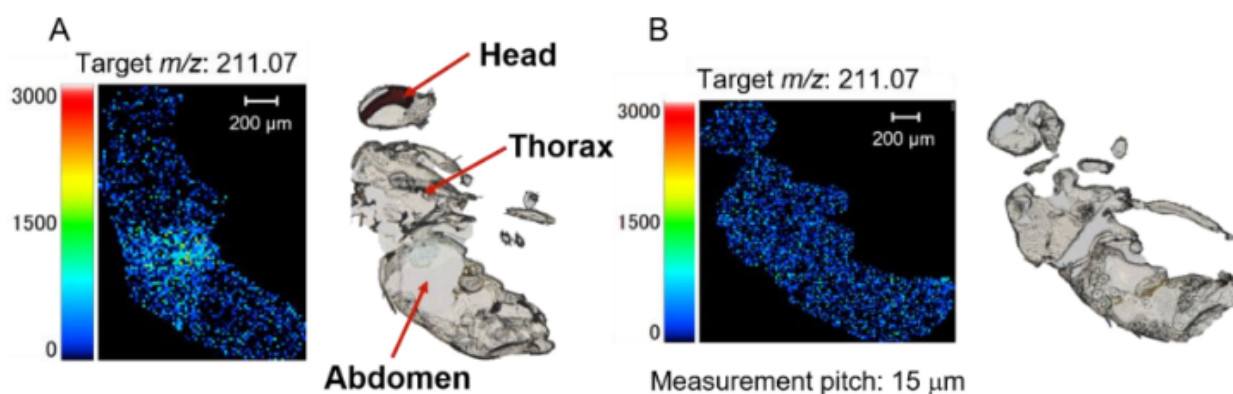 A
Target m/z: 211.07
3000
1500
0
200 µm
Head
Thorax
Abdomen
B
Target m/z: 211.07
3000
1500
0
200 µm
Measurement pitch: 15 µm